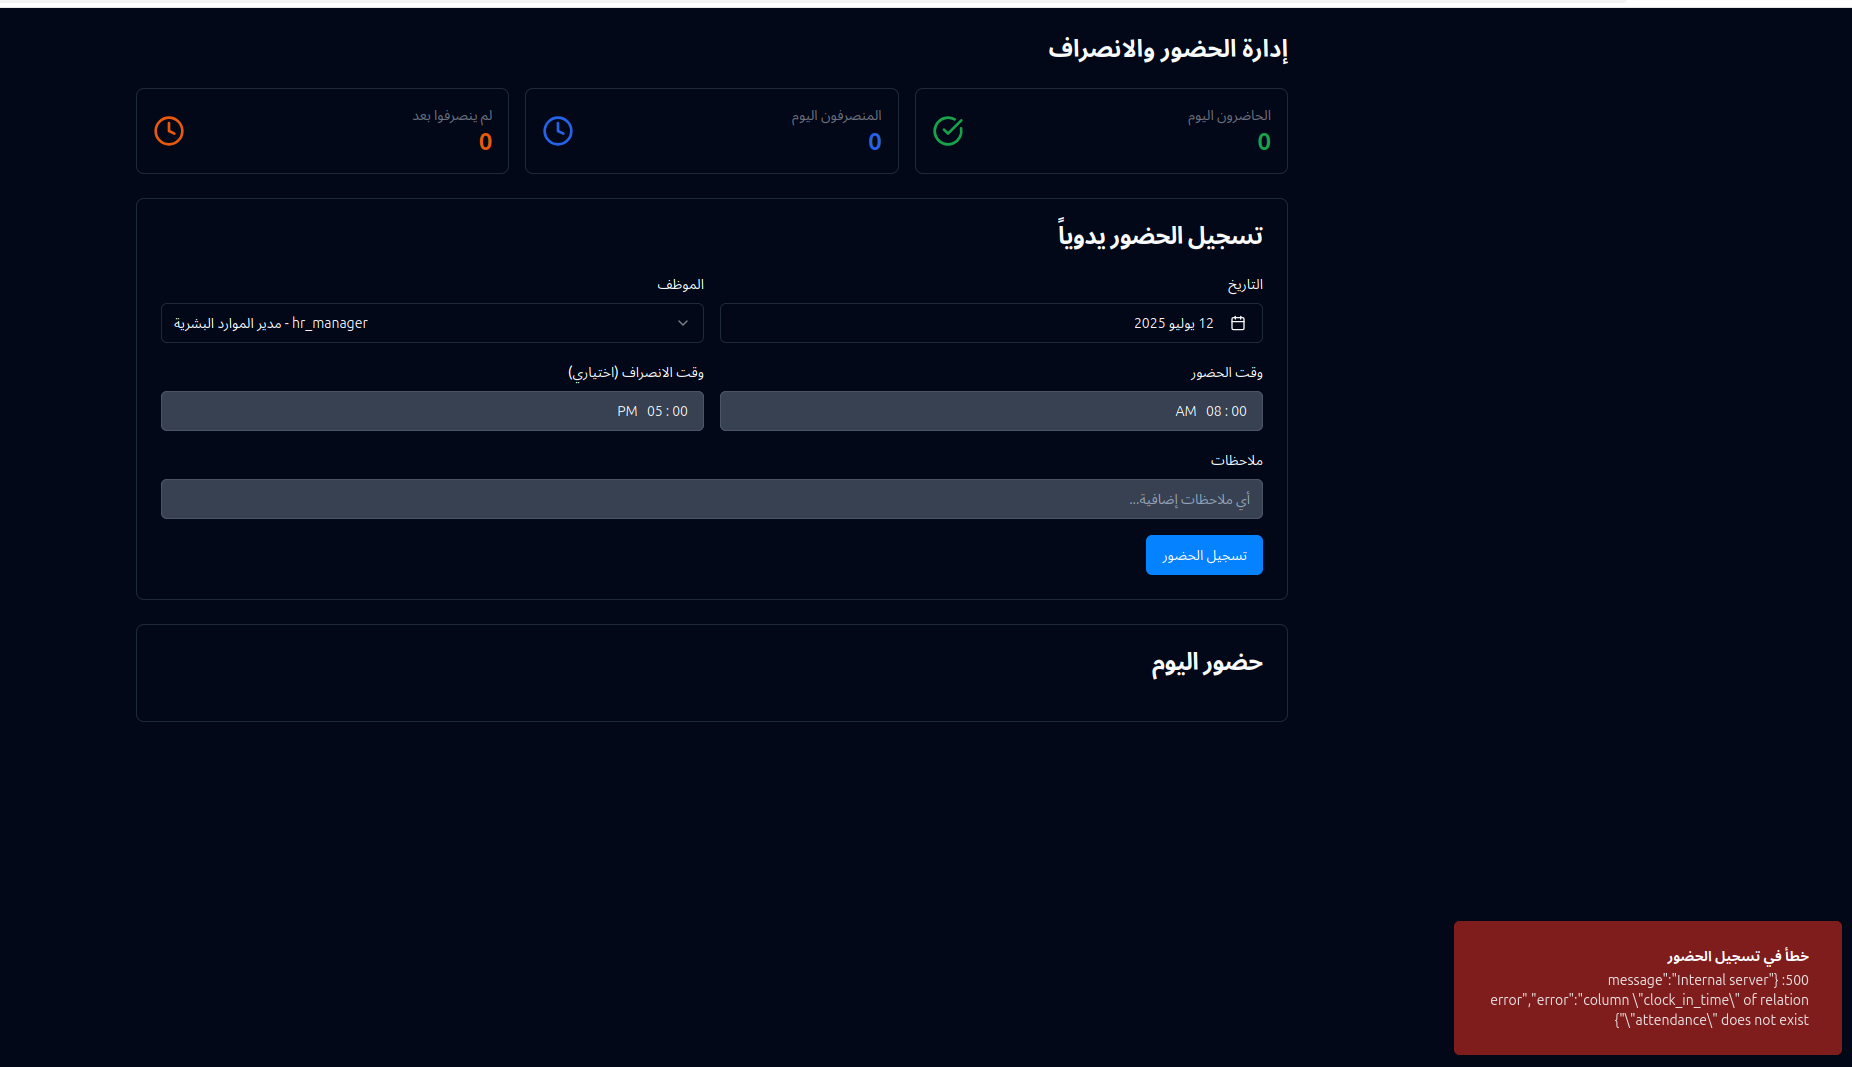 إدارة الحضور والانصراف
الحاضرون اليوم
0
المنصرفون اليوم
0
لم ينصرفوا بعد
0
تسجيل الحضور يدوياً
التاريخ
12 يوليو 2025
الموظف
hr_manager - مدير الموارد البشرية
وقت الحضور
08 : 00 AM
وقت الانصراف (اختياري)
05 : 00 PM
ملاحظات
أي ملاحظات إضافية...
تسجيل الحضور
حضور اليوم
خطأ في تسجيل الحضور
500: {"message":"Internal server
error","error":"column \"clock_in_time\" of relation
\"attendance\" does not exist"}